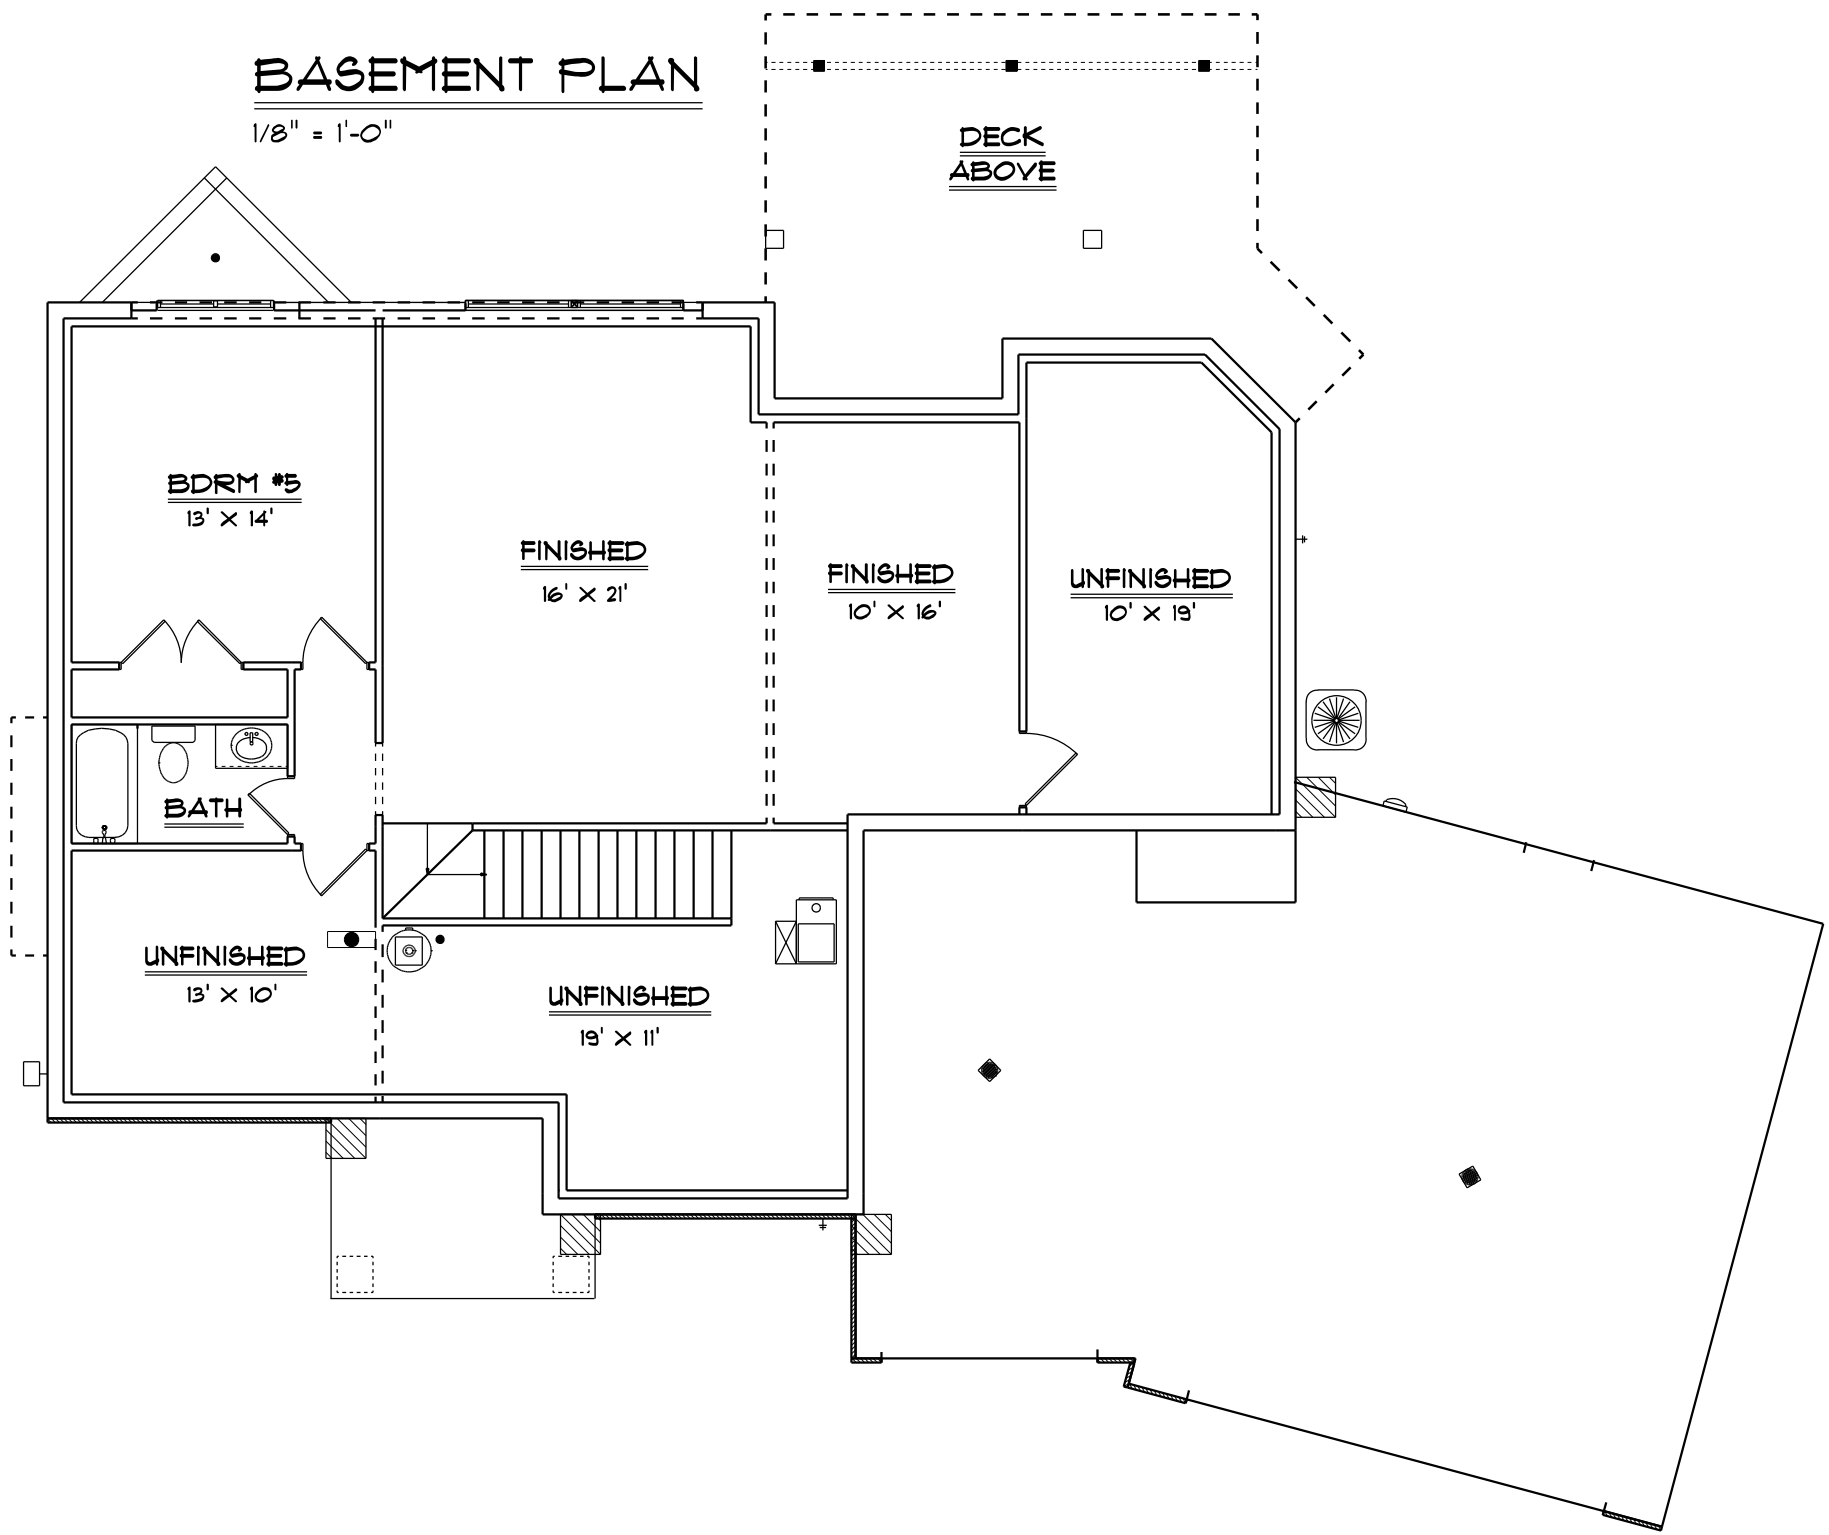 BASEMENT PLAN
1/8" = 1'-0"
DECK
ABOVE
BDRM #5
13' X 14'
FINISHED
16' X 21'
FINISHED
10' X 16'
UNFINISHED
10' X 19'
BATH
UNFINISHED
13' X 10'
UNFINISHED
19' X 11'